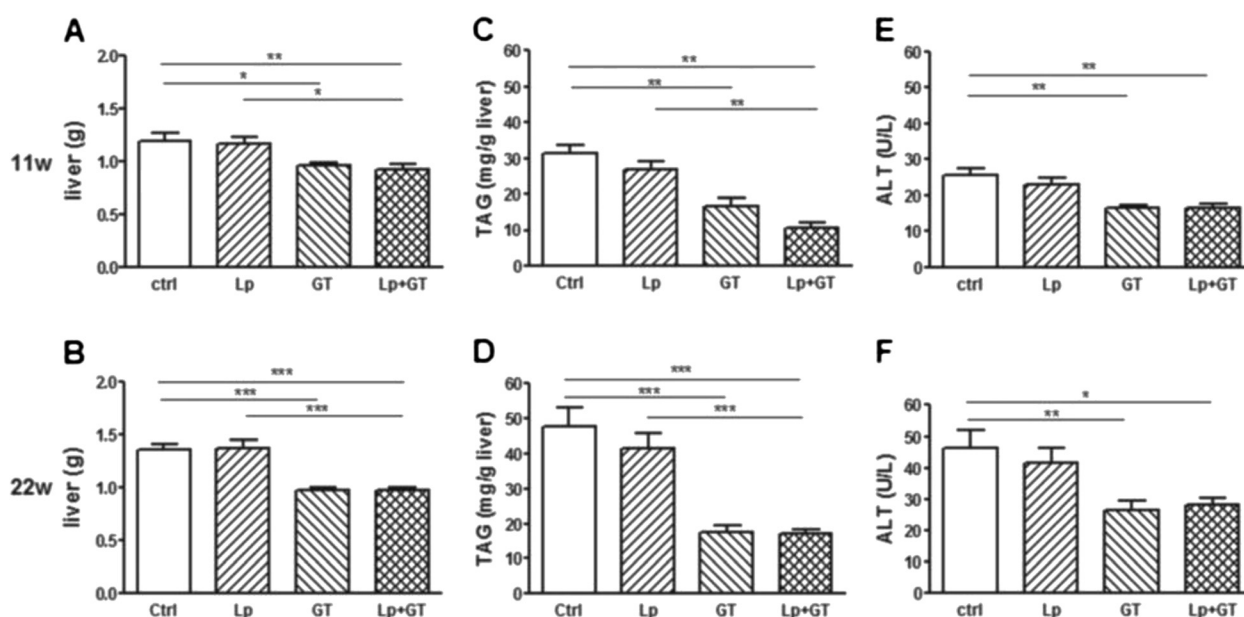 A
2.0
1.5
1.0
0.5
0.0
liver (g)
11w
**
*
*
ctrl
Lp
GT
Lp+GT
C
60
50
40
30
20
10
0
TAG (mg/g liver)
**
**
**
Ctrl
Lp
GT
Lp+GT
E
60
50
40
30
20
10
0
ALT (U/L)
**
**
ctrl
Lp
GT
Lp+GT
B
2.0
1.5
1.0
0.5
0.0
liver (g)
22w
***
***
***
Ctrl
Lp
GT
Lp+GT
D
60
50
40
30
20
10
0
TAG (mg/g liver)
***
***
***
Ctrl
Lp
GT
Lp+GT
F
60
50
40
30
20
10
0
ALT (U/L)
*
**
ctrl
Lp
GT
Lp+GT